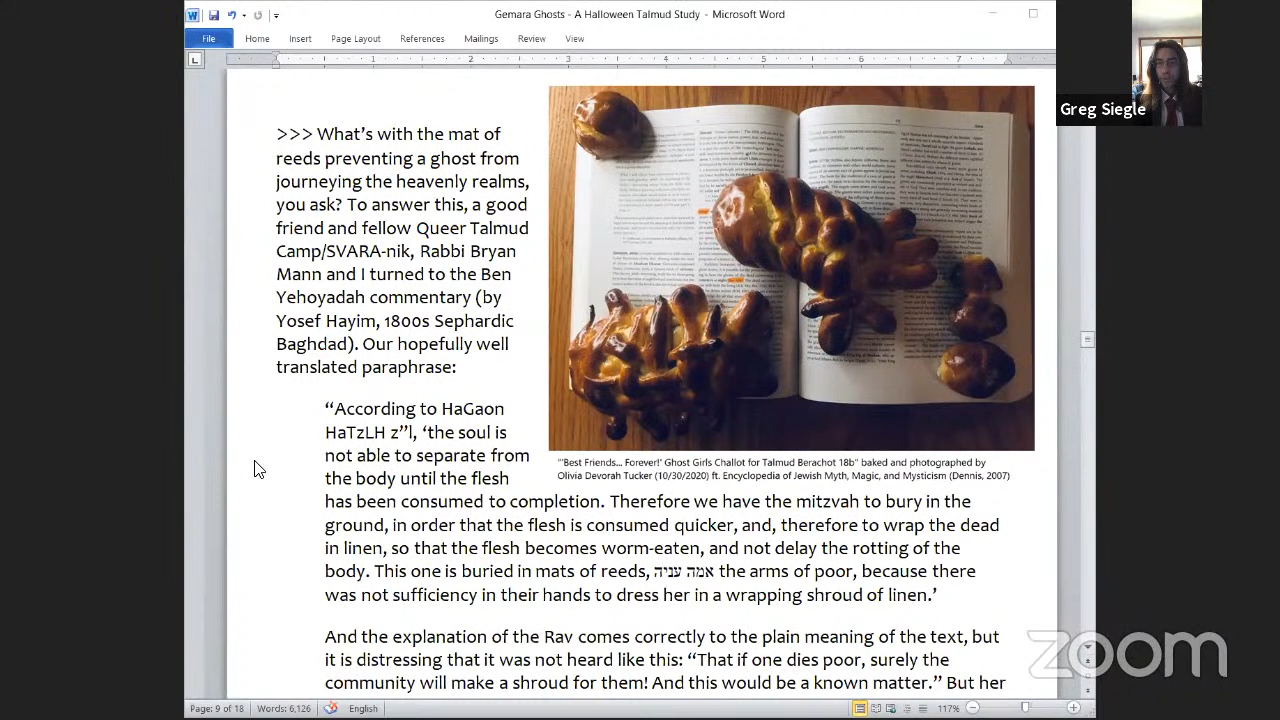 Gemara Ghosts - A Halloween Talmud Study - Microsoft Word
File Home Insert Page Layout References Mailings Review View
1 2 3 4 5 6 7
Greg Siegle
>>> What's with the mat of
reeds preventing a ghost from
journeying the heavenly realms,
you ask? To answer this, a good
friend and fellow Queer Talmud
Camp/SVAranik, Rabbi Bryan
Mann and I turned to the Ben
Yehoyadah commentary (by
Yosef Hayim, 1800s Sephardic
Baghdad). Our hopefully well
translated paraphrase:
"'Best Friends... Forever!' Ghost Girls Challot for Talmud Berachot 18b" baked and photographed by
Olivia Devorah Tucker (10/30/2020) ft. Encyclopedia of Jewish Myth, Magic, and Mysticism (Dennis, 2007)
"According to HaGaon
HaTzLH z"l, 'the soul is
not able to separate from
the body until the flesh
has been consumed to completion. Therefore we have the mitzvah to bury in the
ground, in order that the flesh is consumed quicker, and, therefore to wrap the dead
in linen, so that the flesh becomes worm-eaten, and not delay the rotting of the
body. This one is buried in mats of reeds, אמה עניה the arms of poor, because there
was not sufficiency in their hands to dress her in a wrapping shroud of linen.'
And the explanation of the Rav comes correctly to the plain meaning of the text, but
it is distressing that it was not heard like this: "That if one dies poor, surely the
community will make a shroud for them! And this would be a known matter." But her
Page: 9 of 18 Words: 6,126 English 117%
zoom